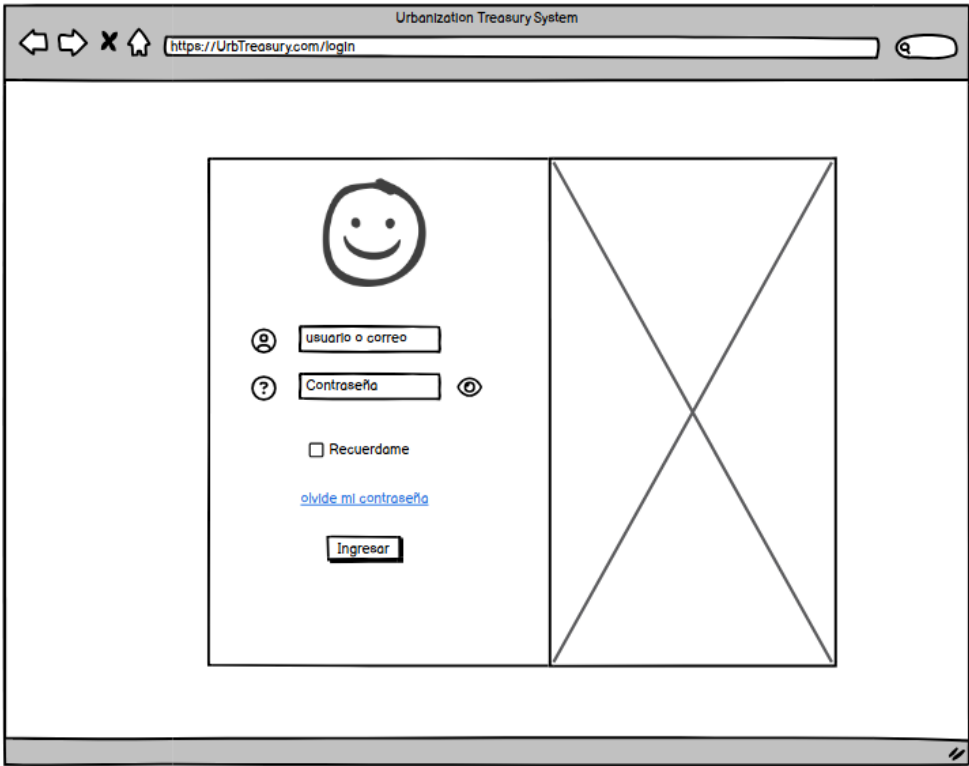 Urbanization Treasury System
https://UrbTreasury.com/login
usuario o correo
Contraseña
Recuerdame
olvide mi contraseña
Ingresar